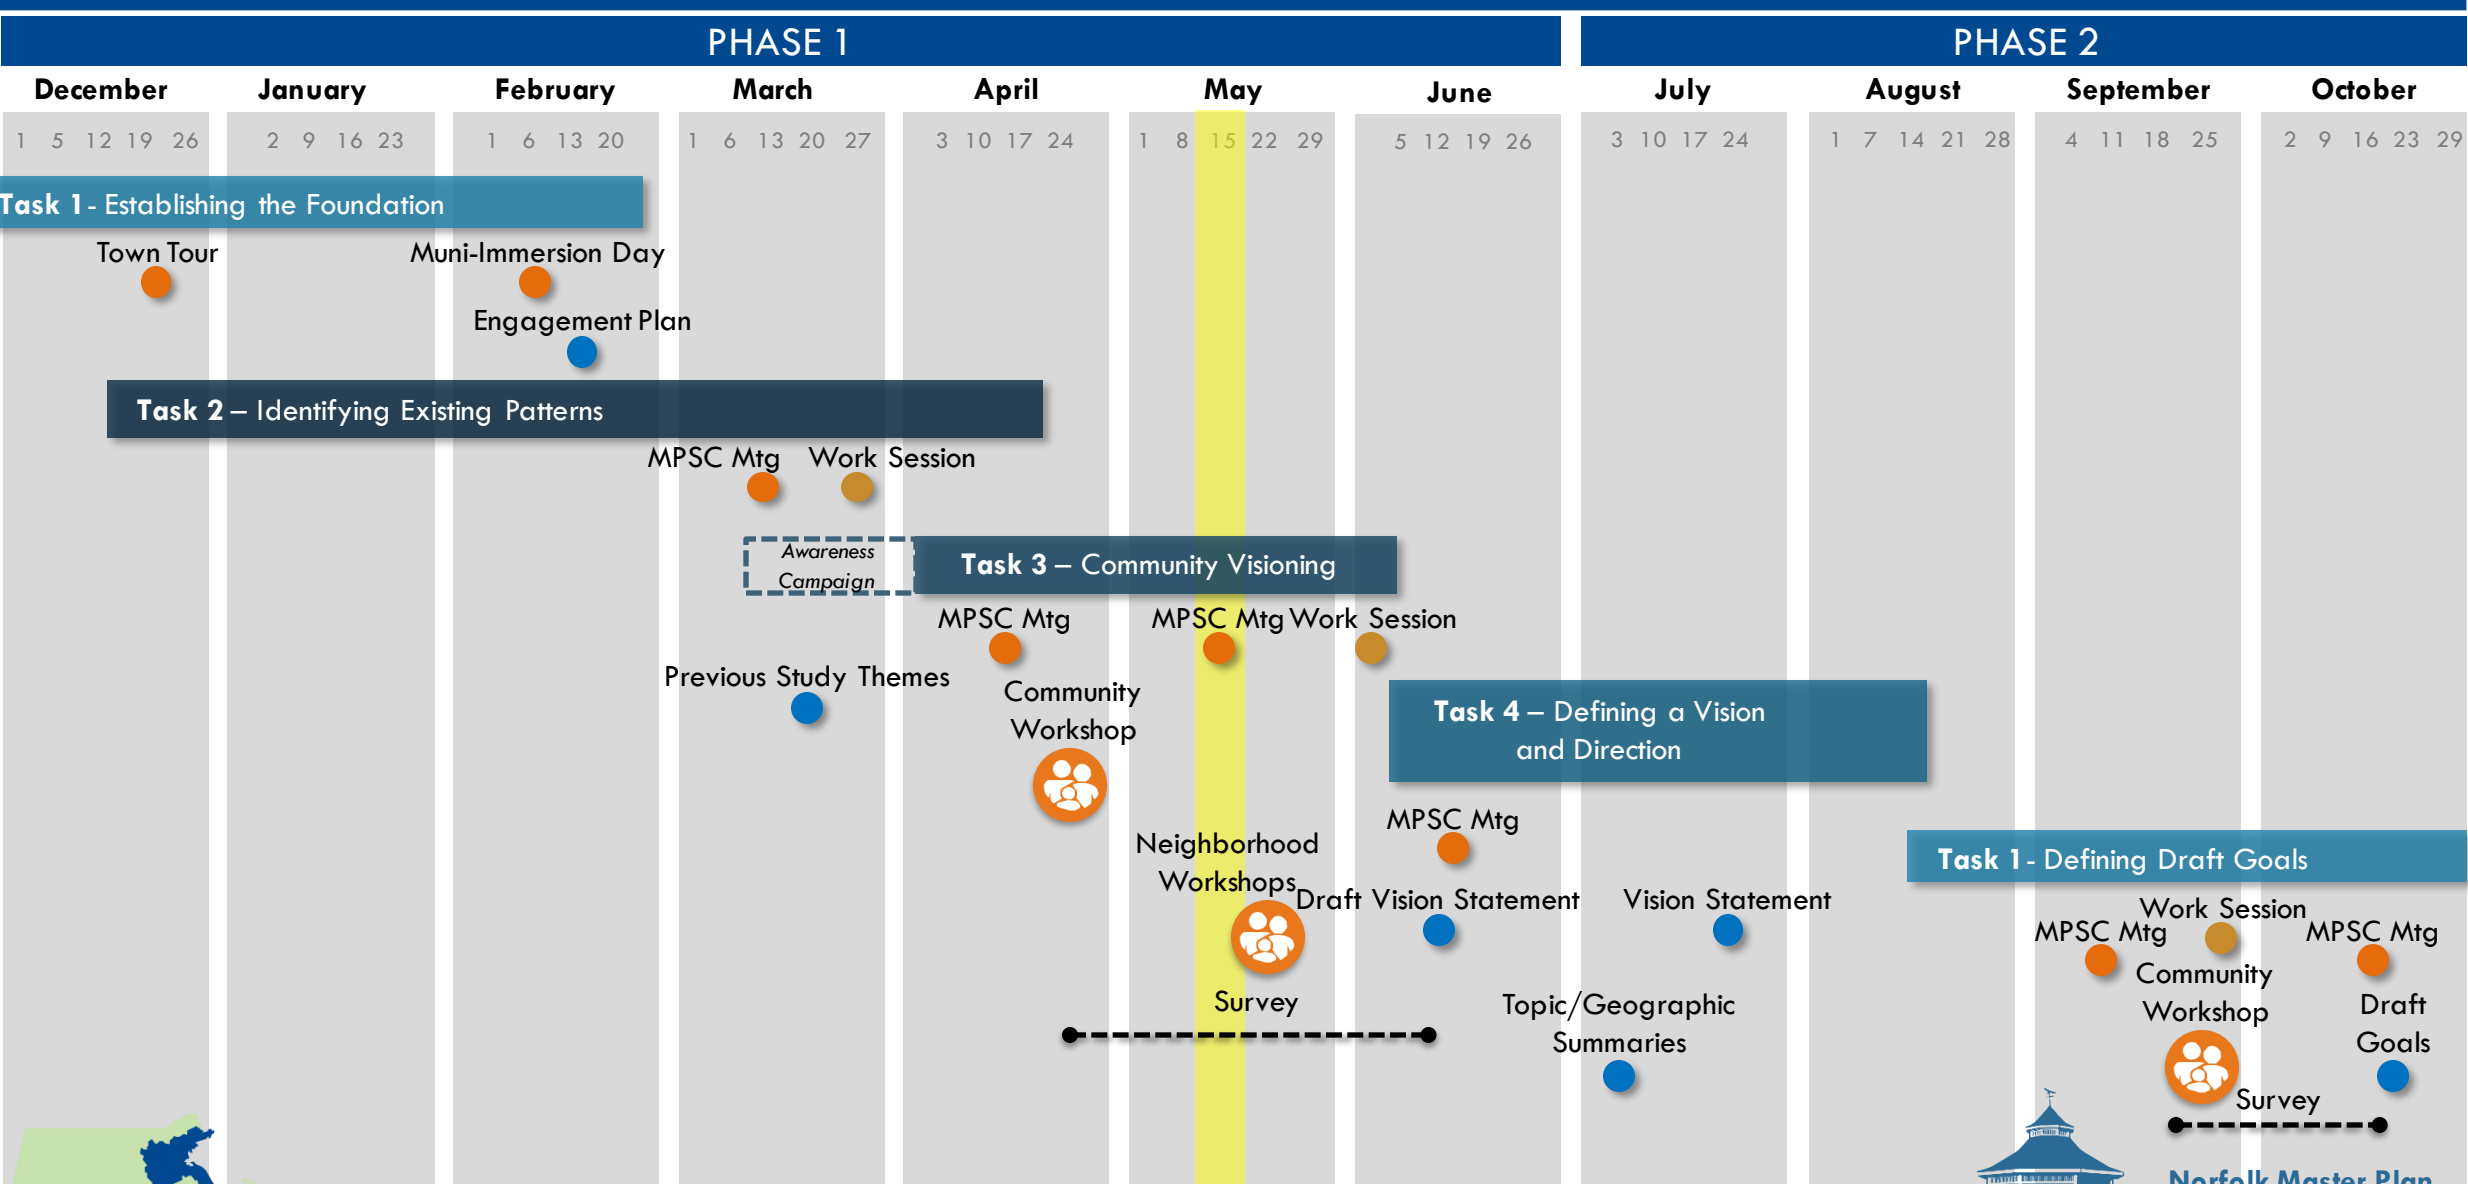 PHASE 1
PHASE 2
December
January
February
March
April
May
June
July
August
September
October
1 5 12 19 26
2 9 16 23
1 6 13 20
1 6 13 20 27
3 10 17 24
1 8 15 22 29
5 12 19 26
3 10 17 24
1 7 14 21 28
4 11 18 25
2 9 16 23 29
Task 1 - Establishing the Foundation
Town Tour
Muni-Immersion Day
Engagement Plan
Task 2 – Identifying Existing Patterns
MPSC Mtg
Work Session
Awareness
Campaign
Task 3 – Community Visioning
MPSC Mtg
MPSC Mtg
Work Session
Previous Study Themes
Community
Workshop
Task 4 – Defining a Vision
and Direction
MPSC Mtg
Neighborhood
Workshops
Draft Vision Statement
Vision Statement
Task 1 - Defining Draft Goals
Work Session
MPSC Mtg
MPSC Mtg
Community
Workshop
Survey
Topic/Geographic
Summaries
Draft
Goals
Survey
Norfolk Master Plan